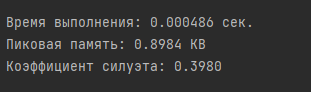 Время выполнения: 0.000486 сек.
Пиковая память: 0.8984 KB
Коэффициент силуэта: 0.3980